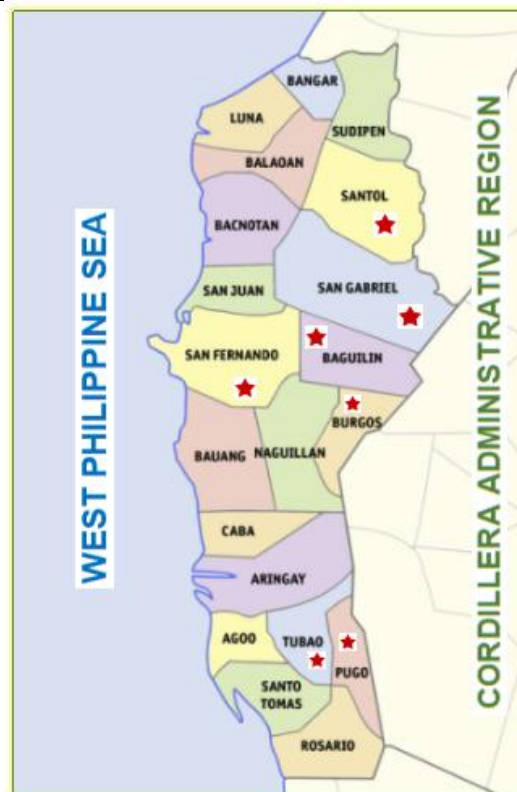 BANGAR
LUNA
SUDIPEN
BALAOAN
SANTOL
BACNOTAN
SAN JUAN
SAN GABRIEL
SAN FERNANDO
BAGUILIN
BURGOS
BAUANG
NAGUILLAN
CABA
ARINGAY
AGOO
TUBAO
PUGO
SANTO
TOMAS
ROSARIO
WEST PHILIPPINE SEA
CORDILLERA ADMINISTRATIVE REGION